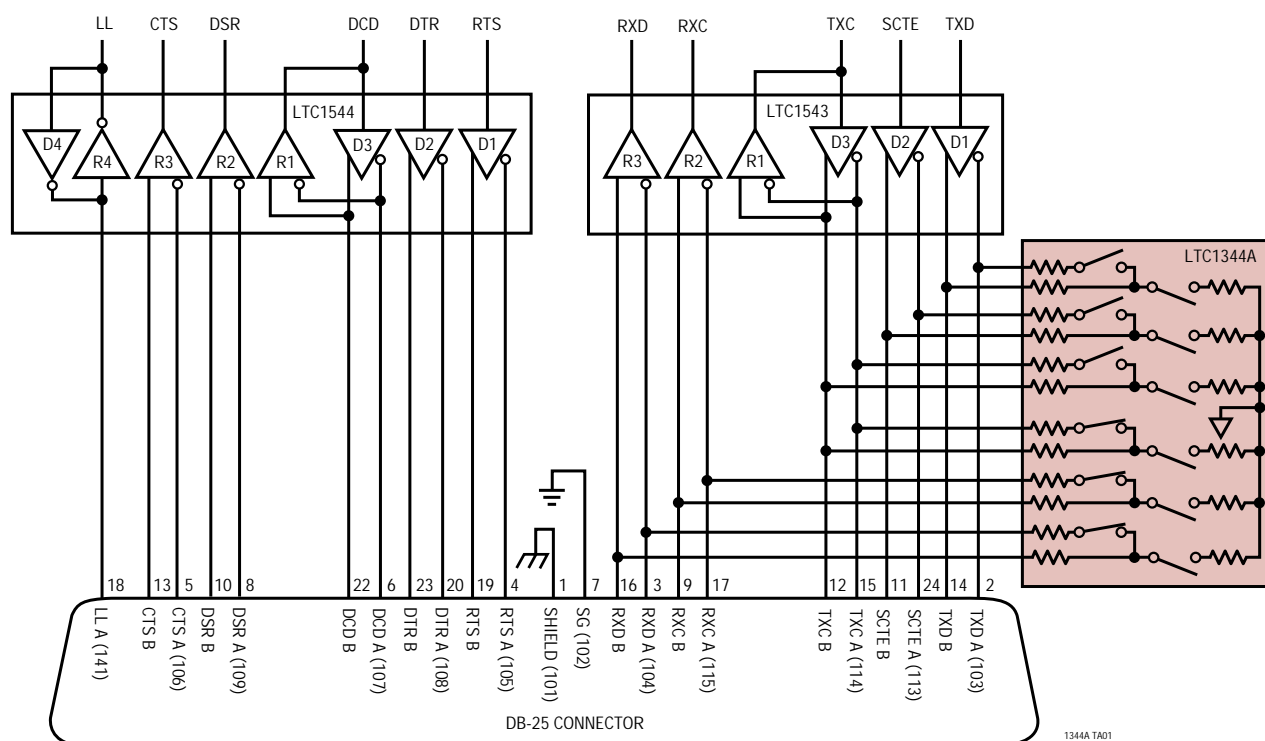 LL CTS DSR DCD DTR RTS RXD RXC TXC SCTE TXD
LTC1544 LTC1543
D4 R4 R3 R2 R1 D3 D2 D1 R3 R2 R1 D3 D2 D1
LTC1344A
18 13 5 10 8 22 6 23 20 19 4 1 7 16 3 9 17 12 15 11 24 14 2
LL A (141)
CTS B
CTS A (106)
DSR B
DSR A (109)
DCD B
DCD A (107)
DTR B
DTR A (108)
RTS B
RTS A (105)
SHIELD (101)
SG (102)
RXD B
RXD A (104)
RXC B
RXC A (115)
TXC B
TXC A (114)
SCTE B
SCTE A (113)
TXD B
TXD A (103)
DB-25 CONNECTOR
1344A TA01